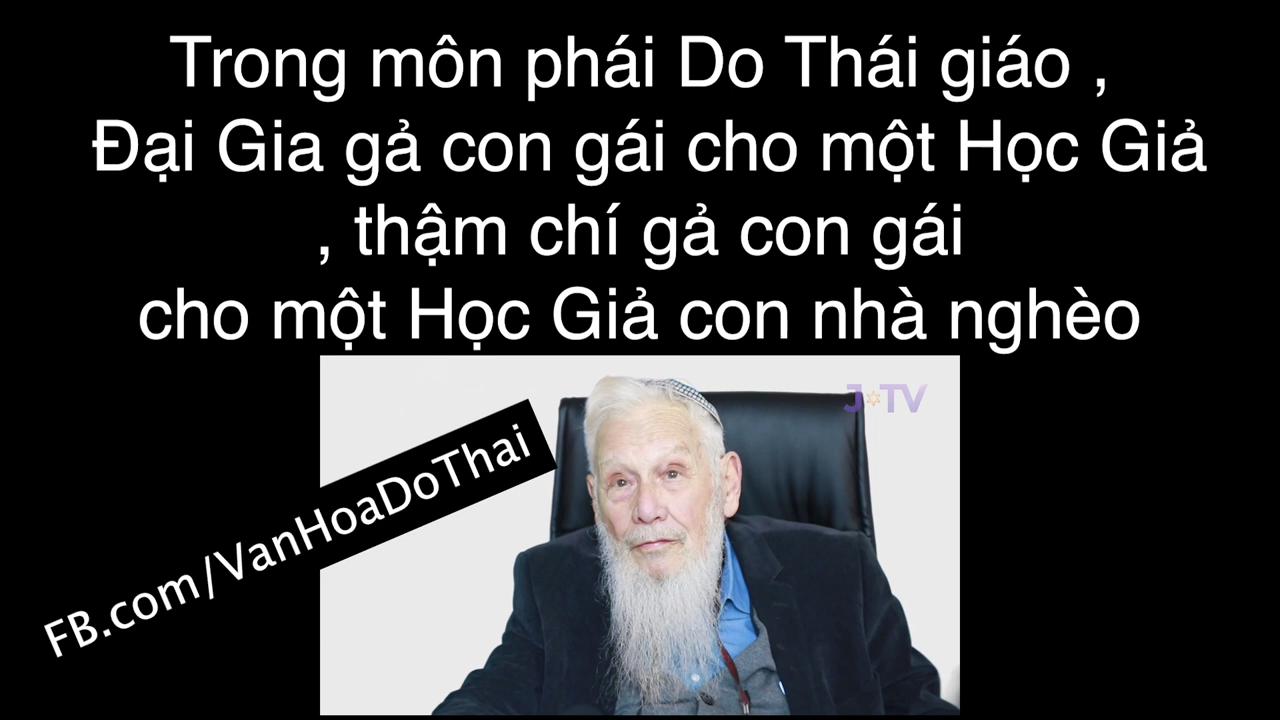 Trong môn phái Do Thái giáo ,
Đại Gia gả con gái cho một Học Giả
, thậm chí gả con gái
cho một Học Giả con nhà nghèo
J✡TV
FB.com/VanHoaDoThai